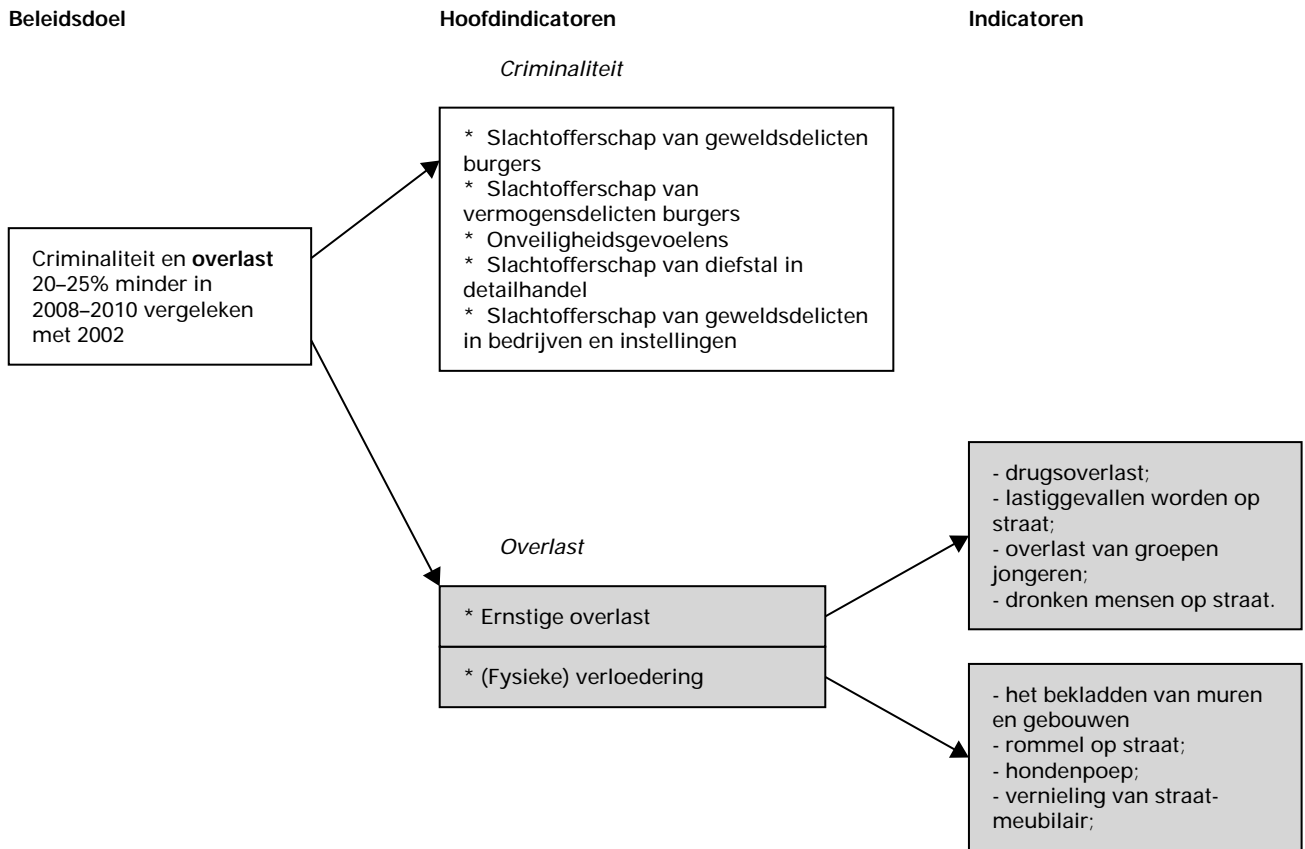 Beleidsdoel
Hoofdindicatoren
Indicatoren
Criminaliteit
* Slachtofferschap van geweldsdelicten
burgers
* Slachtofferschap van
vermogensdelicten burgers
* Onveiligheidsgevoelens
* Slachtofferschap van diefstal in
detailhandel
* Slachtofferschap van geweldsdelicten
in bedrijven en instellingen
Criminaliteit en overlast
20–25% minder in
2008–2010 vergeleken
met 2002
Overlast
* Ernstige overlast
* (Fysieke) verloedering
- drugsoverlast;
- lastiggevallen worden op
straat;
- overlast van groepen
jongeren;
- dronken mensen op straat.
- het bekladden van muren
en gebouwen
- rommel op straat;
- hondenpoep;
- vernieling van straat-
meubilair;